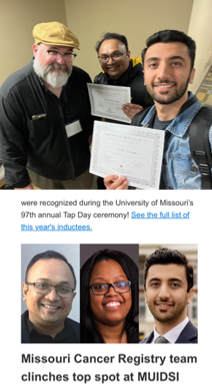 were recognized during the University of Missouri's
97th annual Tap Day ceremony! See the full list of
this year's inductees.
Missouri Cancer Registry team
clinches top spot at MUIDSI